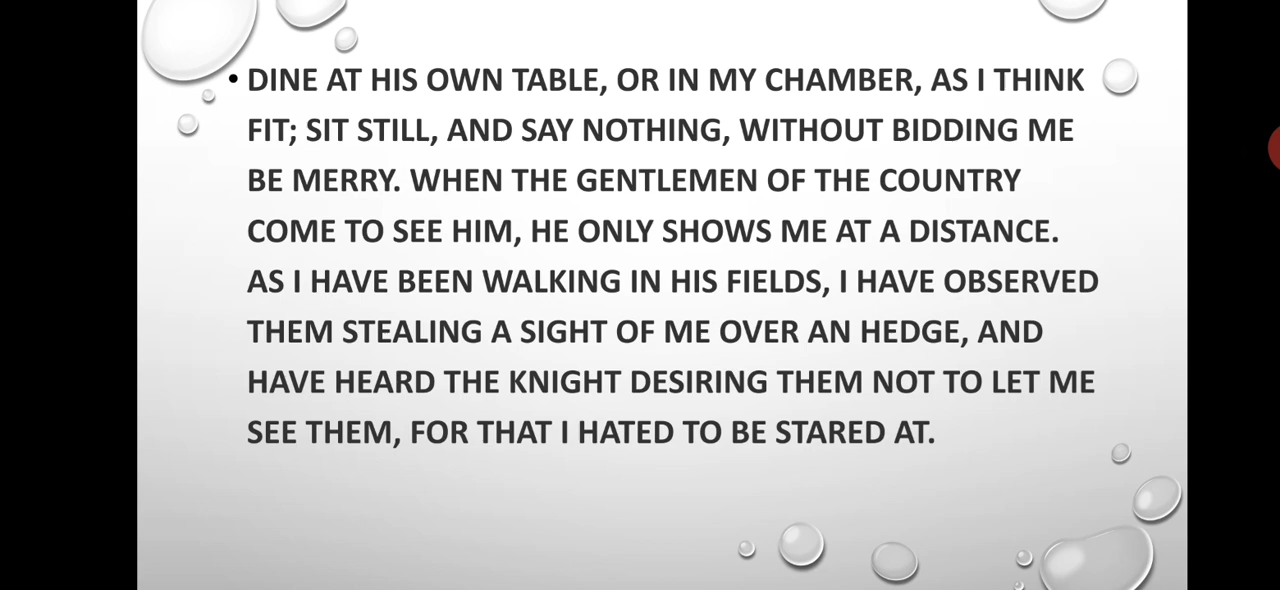 • DINE AT HIS OWN TABLE, OR IN MY CHAMBER, AS I THINK
FIT; SIT STILL, AND SAY NOTHING, WITHOUT BIDDING ME
BE MERRY. WHEN THE GENTLEMEN OF THE COUNTRY
COME TO SEE HIM, HE ONLY SHOWS ME AT A DISTANCE.
AS I HAVE BEEN WALKING IN HIS FIELDS, I HAVE OBSERVED
THEM STEALING A SIGHT OF ME OVER AN HEDGE, AND
HAVE HEARD THE KNIGHT DESIRING THEM NOT TO LET ME
SEE THEM, FOR THAT I HATED TO BE STARED AT.